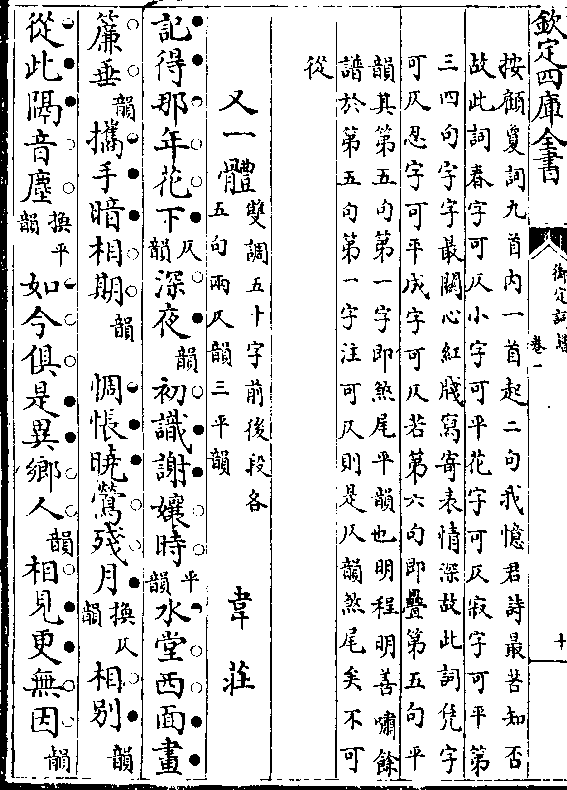 欽定四庫全書
御定詞譜
卷一
十
按顧敻詞九首内一首起二句我憶君詩最苦知否
故此詞春字可仄小字可平花字可仄寂字可平第
三四句字字最關心紅牋寫寄表情深故此詞凭字
可仄忍字可平成字可仄若第六句即疊第五句平
韻其第五句第一字即煞尾平韻也明程明善嘯餘
譜於第五句第一字注可仄則是仄韻煞尾矣不可
從
又一體 雙調五十字前後段各
五句兩仄韻三平韻 韋莊
記得那年花下仄韻深夜韻初識謝孃時平韻水堂西面畫
簾垂韻攜手暗相期韻 惆悵曉鶯殘月換仄韻相别韻
從此隔音塵換平韻如今俱是異鄉人韻相見更無因韻